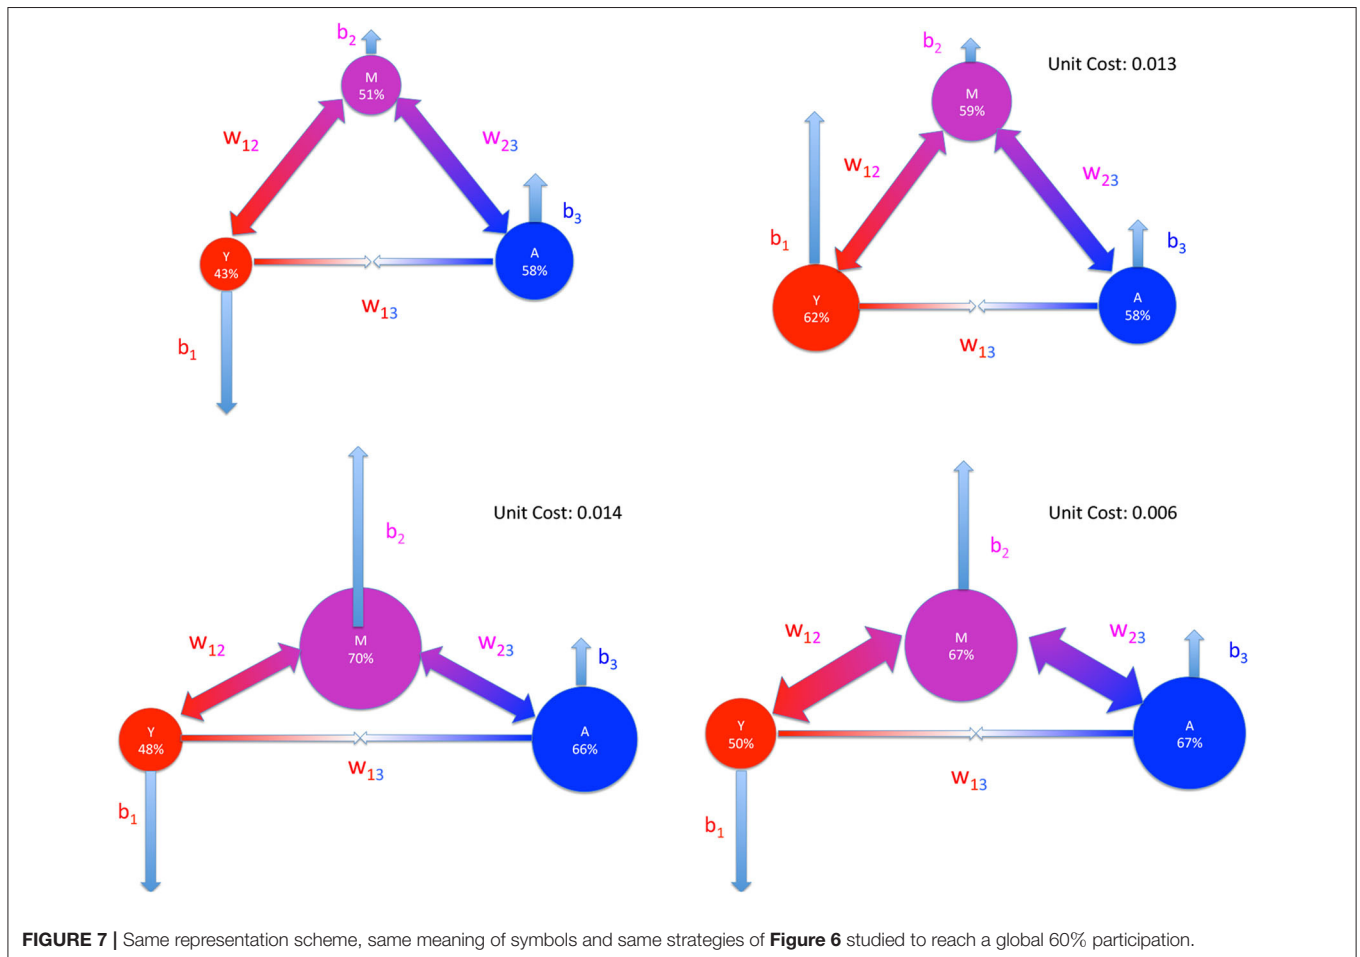 b2
M
51%
w12
w23
b3
Y
43%
A
58%
w13
b1
b2
Unit Cost: 0.013
M
59%
w12
w23
b1
b3
Y
62%
A
58%
w13
Unit Cost: 0.014
b2
w12
M
70%
w23
b3
Y
48%
A
66%
w13
b1
Unit Cost: 0.006
b2
w12
M
67%
w23
b3
Y
50%
A
67%
w13
b1
FIGURE 7 | Same representation scheme, same meaning of symbols and same strategies of Figure 6 studied to reach a global 60% participation.